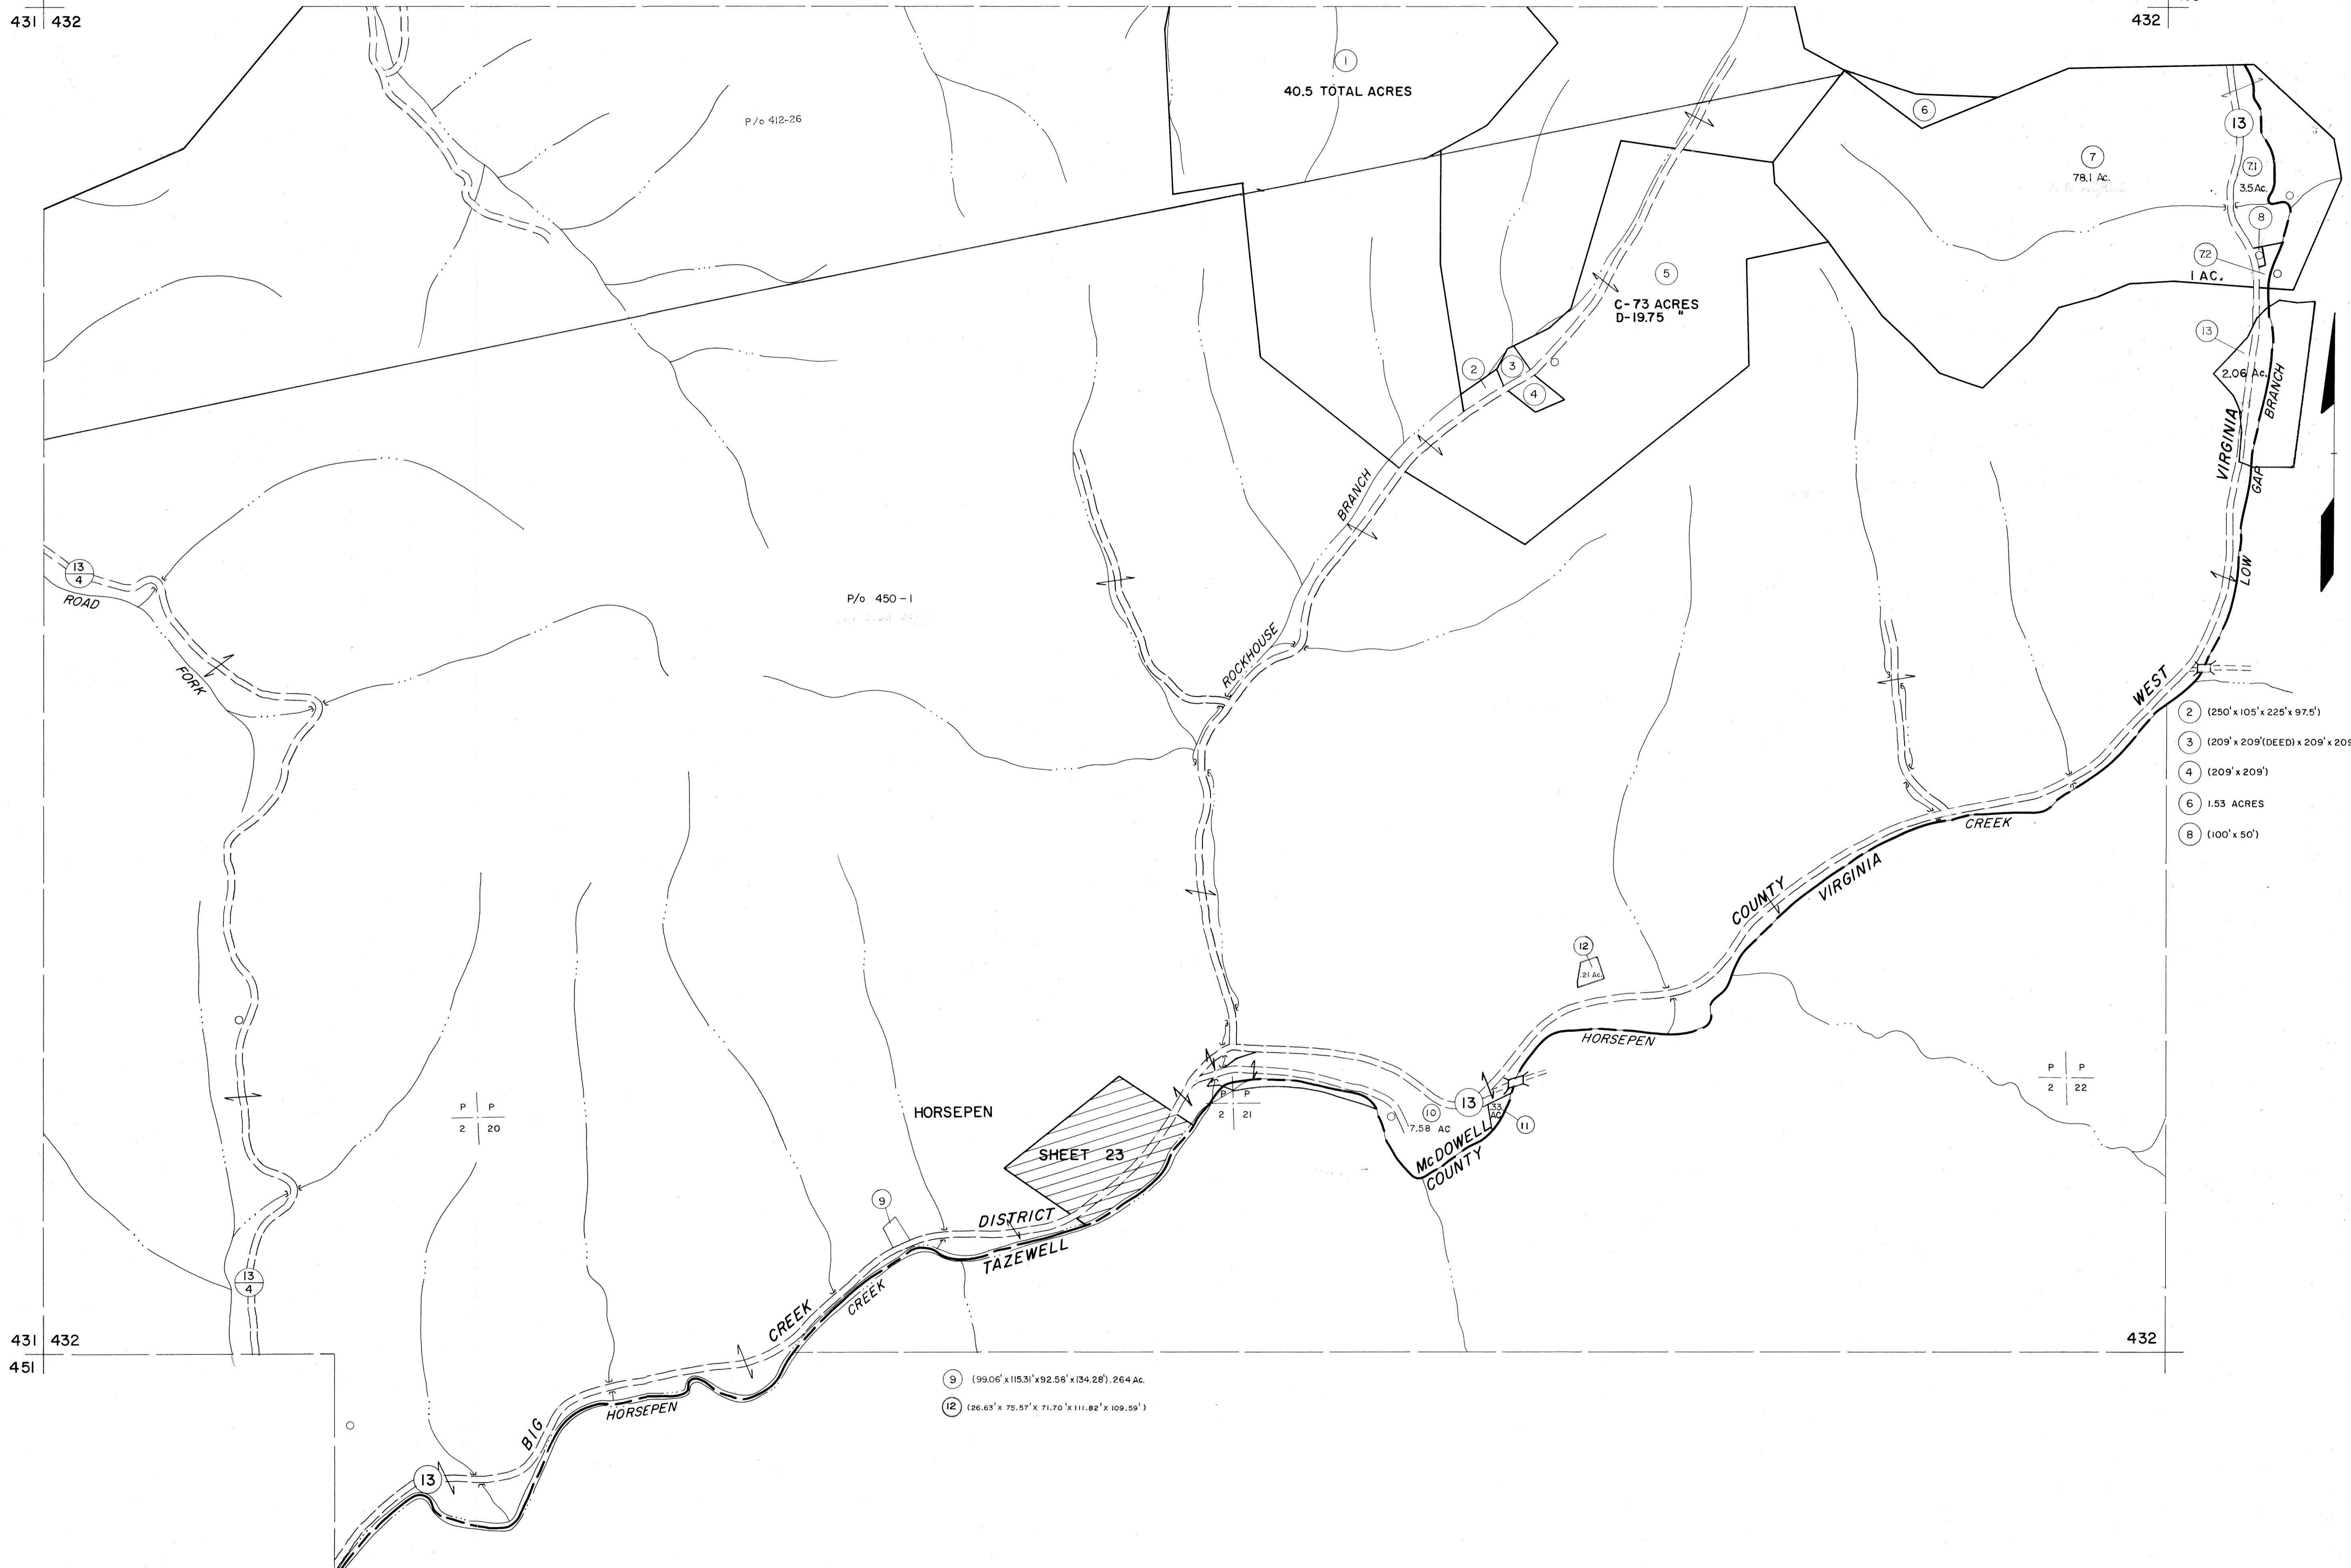 431 432
432
1
40.5 TOTAL ACRES
P/o 412-26
6
13
7
78.1 Ac.
7.1
3.5 Ac.
8
7.2
1 AC.
5
C-73 ACRES
D-19.75 "
13
2.06 Ac.
2
3
4
BRANCH
VIRGINIA
GAP
LOW
BRANCH
ROCKHOUSE
13
4
ROAD
FORK
P/o 450-1
WEST
2 (250' x 105' x 225' x 97.5')
3 (209' x 209'(DEED) x 209' x 209
4 (209' x 209')
6 1.53 ACRES
8 (100' x 50')
CREEK
COUNTY
VIRGINIA
12
.21 Ac.
HORSEPEN
P P
2 22
P P
2 20
HORSEPEN
P P
2 21
10
7.58 AC
13
.33
AC
11
McDOWELL
COUNTY
SHEET 23
9
DISTRICT
TAZEWELL
13
4
CREEK
CREEK
431 432
451
432
9 (99.06' x 115.31' x 92.58' x 134.28') .264 Ac.
12 (26.63' x 75.57' x 71.70' x 111.82' x 109.59')
BIG
HORSEPEN
13